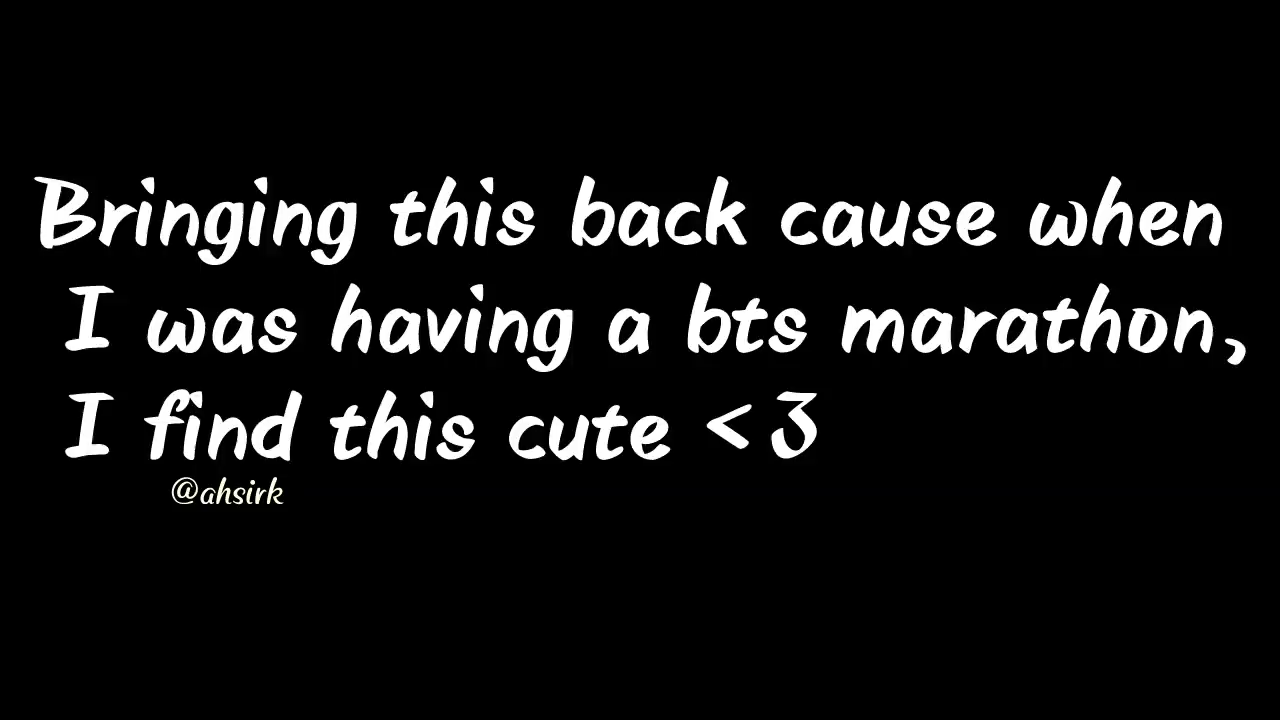 Bringing this back cause when
I was having a bts marathon,
I find this cute <3
@ahsirk